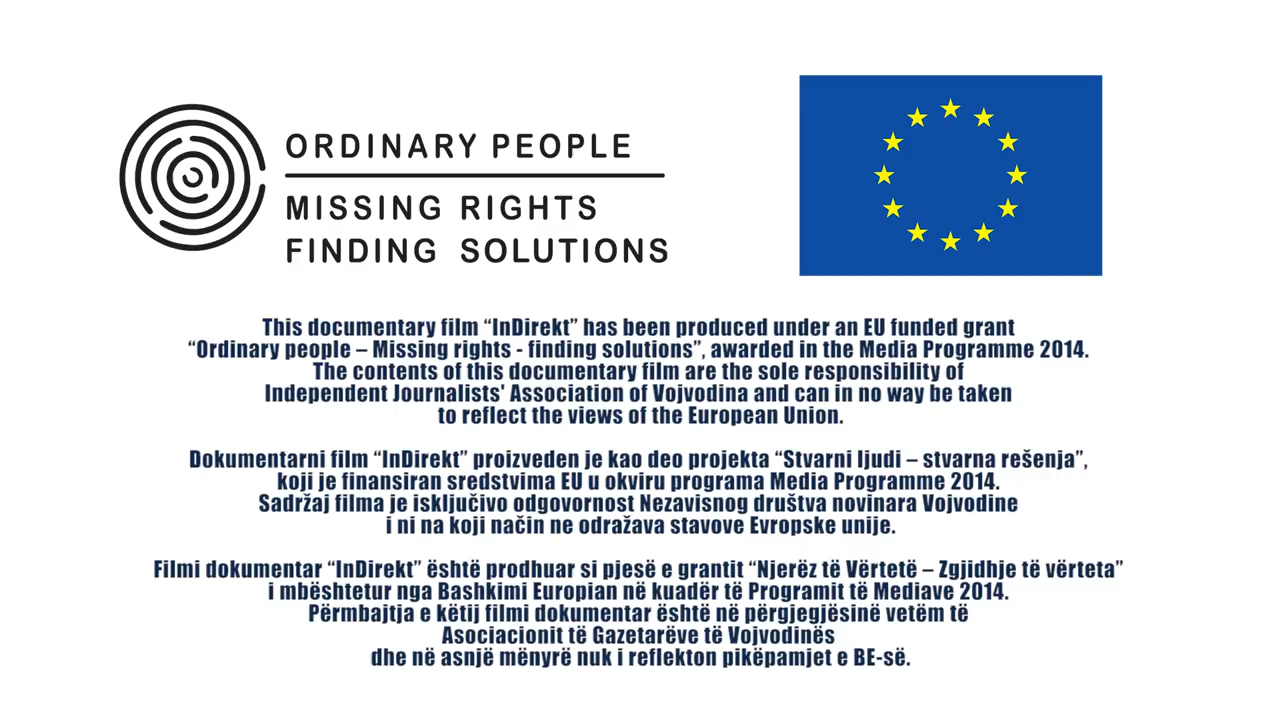 ORDINARY PEOPLE
MISSING RIGHTS
FINDING SOLUTIONS
This documentary film “InDirekt” has been produced under an EU funded grant
“Ordinary people – Missing rights - finding solutions”, awarded in the Media Programme 2014.
The contents of this documentary film are the sole responsibility of
Independent Journalists' Association of Vojvodina and can in no way be taken
to reflect the views of the European Union.
Dokumentarni film “InDirekt” proizveden je kao deo projekta “Stvarni ljudi – stvarna rešenja”,
koji je finansiran sredstvima EU u okviru programa Media Programme 2014.
Sadržaj filma je isključivo odgovornost Nezavisnog društva novinara Vojvodine
i ni na koji način ne odražava stavove Evropske unije.
Filmi dokumentar “InDirekt” është prodhuar si pjesë e grantit “Njerëz të Vërtetë – Zgjidhje të vërteta”
i mbështetur nga Bashkimi Europian në kuadër të Programit të Mediave 2014.
Përmbajtja e këtij filmi dokumentar është në përgjegjësinë vetëm të
Asociacionit të Gazetarëve të Vojvodinës
dhe në asnjë mënyrë nuk i reflekton pikëpamjet e BE-së.